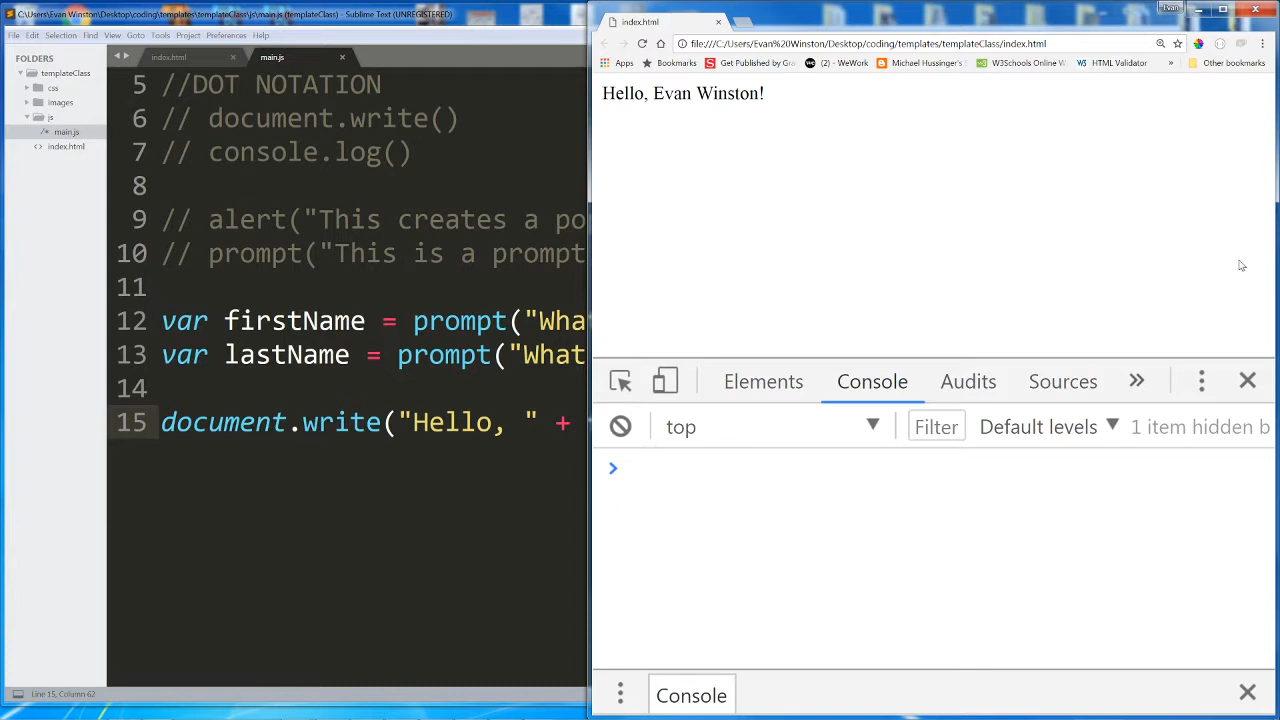 C:\Users\Evan Winston\Desktop\coding\templates\templateClass\js\main.js (templateClass) - Sublime Text (UNREGISTERED)
File Edit Selection Find View Goto Tools Project Preferences Help
FOLDERS
templateClass
css
images
js
main.js
index.html
index.html
main.js
5 //DOT NOTATION
6 // document.write()
7 // console.log()
8
9 // alert("This creates a po
10 // prompt("This is a prompt
11
12 var firstName = prompt("Wha
13 var lastName = prompt("What
14
15 document.write("Hello, " +
Line 15, Column 62
Evan
index.html
file:///C:/Users/Evan%20Winston/Desktop/coding/templates/templateClass/index.html
Apps Bookmarks Get Published by Gra (-) - WeWork Michael Hussinger's W3Schools Online W HTML Validator » Other bookmarks
Hello, Evan Winston!
Elements Console Audits Sources »
top Filter Default levels 1 item hidden b
>
Console